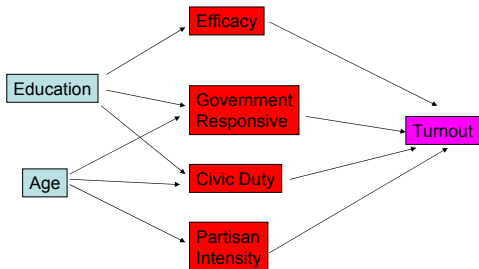 Efficacy
Education
Government
Responsive
Turnout
Age
Civic Duty
Partisan
Intensity